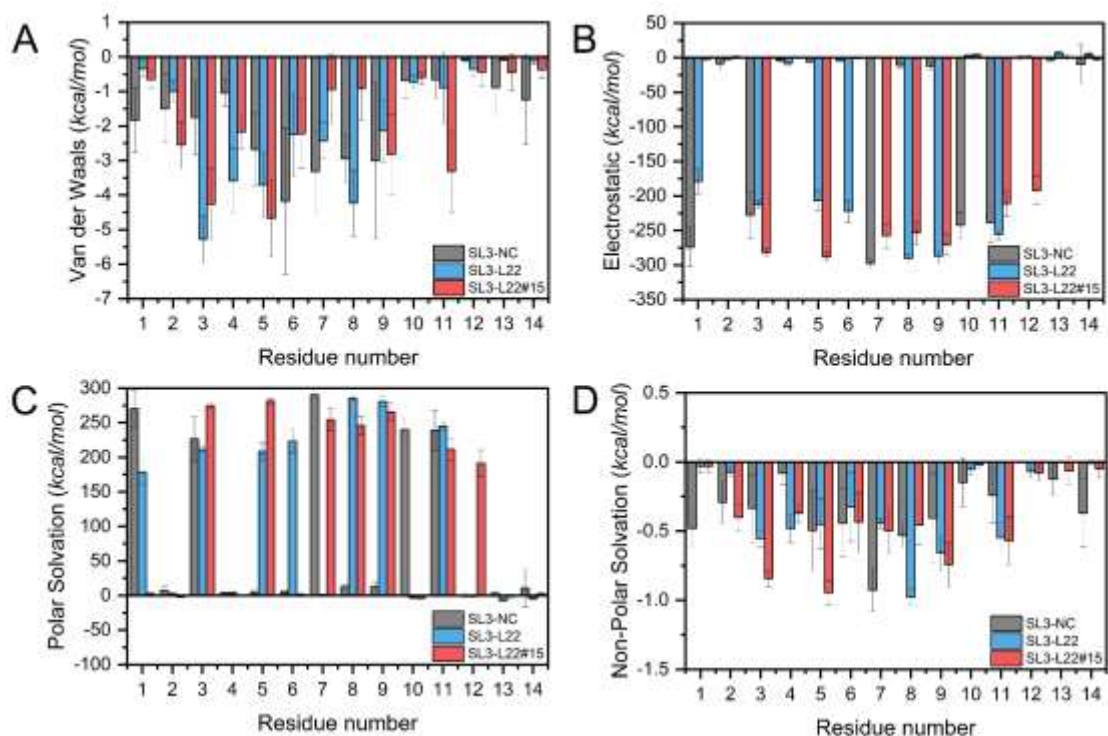 A
Van der Waals (kcal/mol)
1
0
-1
-2
-3
-4
-5
-6
-7
SL3-NC
SL3-L22
SL3-L22#15
1 2 3 4 5 6 7 8 9 10 11 12 13 14
Residue number
B
Electrostatic (kcal/mol)
50
0
-50
-100
-150
-200
-250
-300
-350
SL3-NC
SL3-L22
SL3-L22#15
1 2 3 4 5 6 7 8 9 10 11 12 13 14
Residue number
C
Polar Solvation (kcal/mol)
300
250
200
150
100
50
0
-50
-100
SL3-NC
SL3-L22
SL3-L22#15
1 2 3 4 5 6 7 8 9 10 11 12 13 14
Residue number
D
Non-Polar Solvation (kcal/mol)
0.5
0.0
-0.5
-1.0
-1.5
SL3-NC
SL3-L22
SL3-L22#15
1 2 3 4 5 6 7 8 9 10 11 12 13 14
Residue number